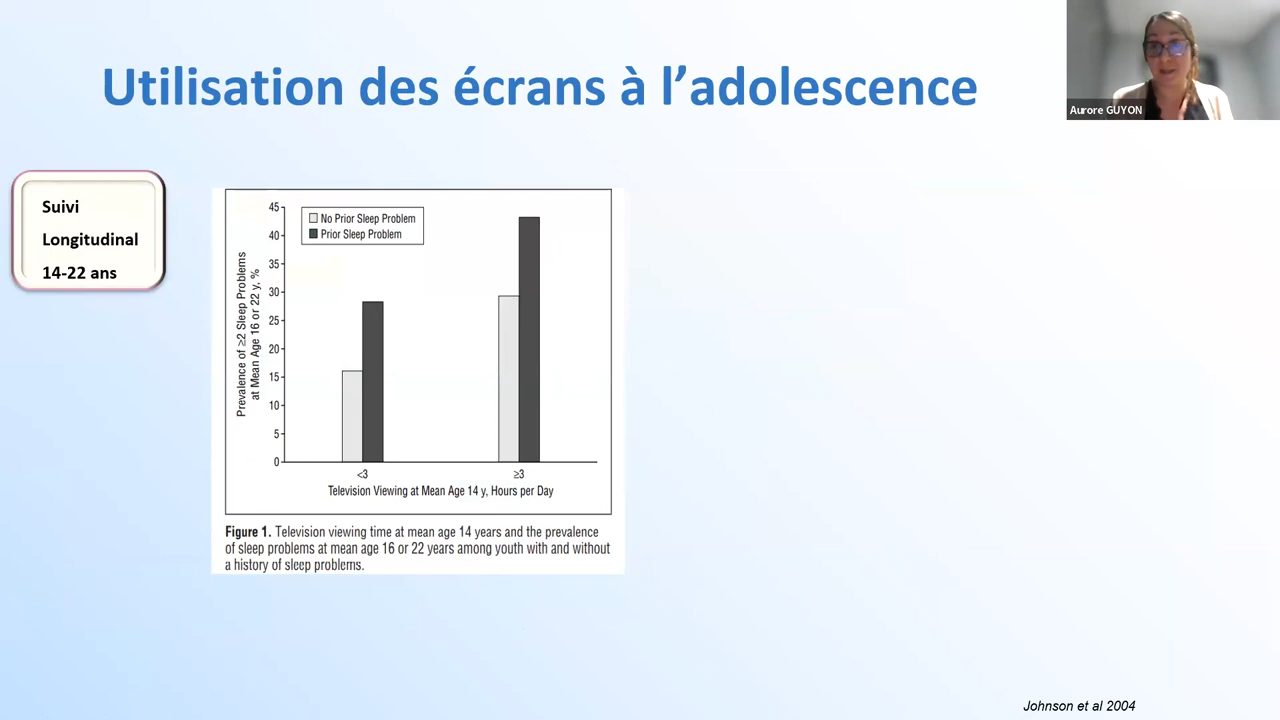 Utilisation des écrans à l’adolescence
Aurore GUYON
Suivi
Longitudinal
14-22 ans
No Prior Sleep Problem
Prior Sleep Problem
Prevalence of ≥2 Sleep Problems
at Mean Age 16 or 22 y, %
45
40
35
30
25
20
15
10
5
0
<3
≥3
Television Viewing at Mean Age 14 y, Hours per Day
Figure 1. Television viewing time at mean age 14 years and the prevalence
of sleep problems at mean age 16 or 22 years among youth with and without
a history of sleep problems.
Johnson et al 2004